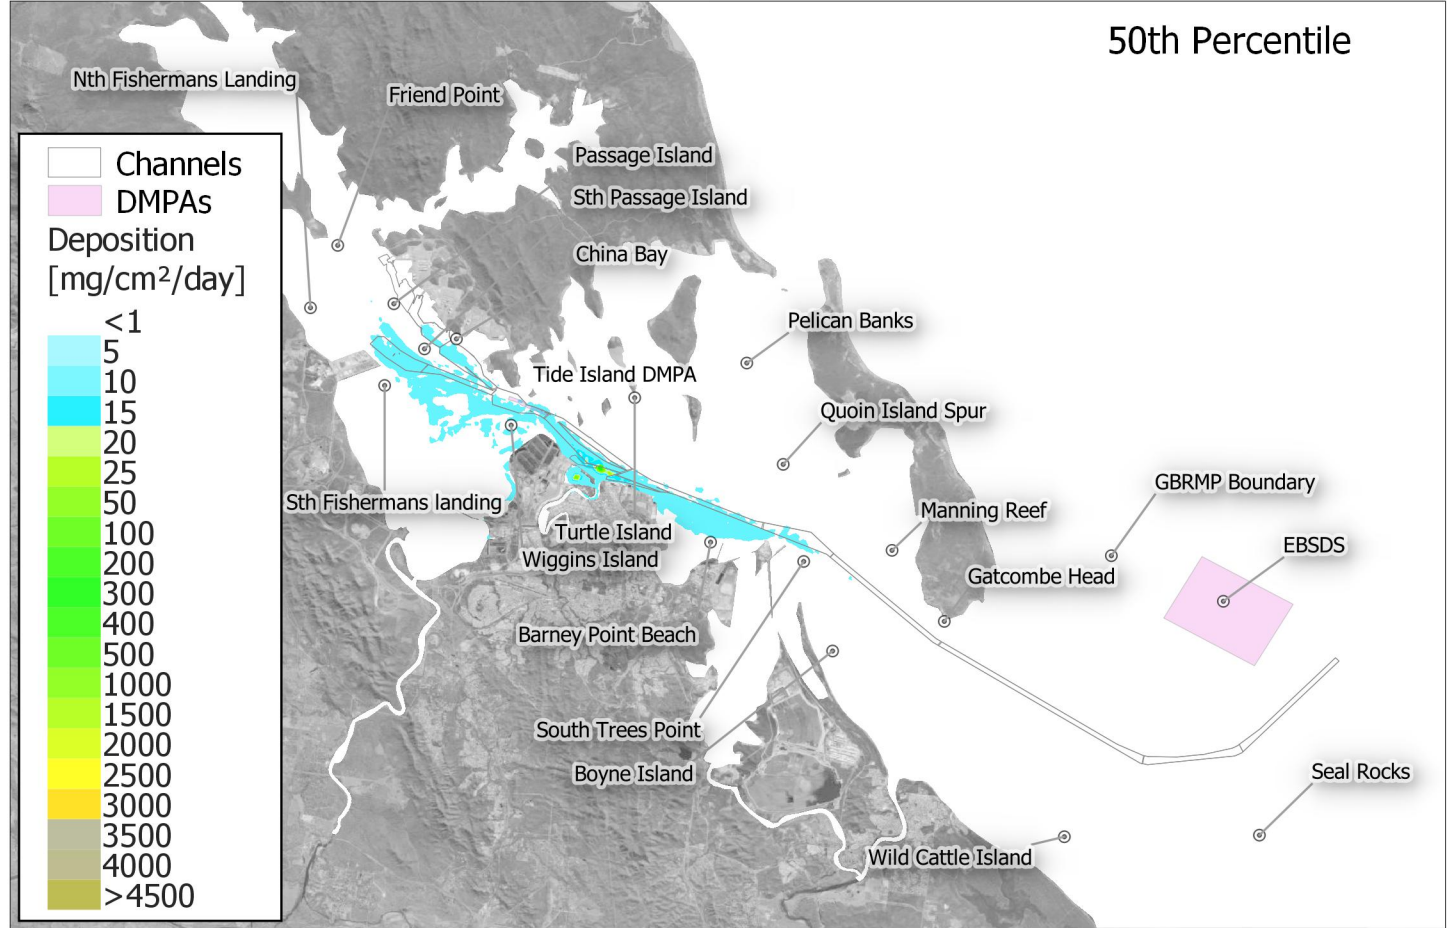 50th Percentile
Nth Fishermans Landing
Friend Point
Passage Island
Sth Passage Island
China Bay
Pelican Banks
Tide Island DMPA
Quoin Island Spur
GBRMP Boundary
Sth Fishermans landing
Manning Reef
Turtle Island
EBSDS
Wiggins Island
Gatcombe Head
Barney Point Beach
South Trees Point
Boyne Island
Seal Rocks
Wild Cattle Island
Channels
DMPAs
Deposition
[mg/cm²/day]
<1
5
10
15
20
25
50
100
200
300
400
500
1000
1500
2000
2500
3000
3500
4000
>4500